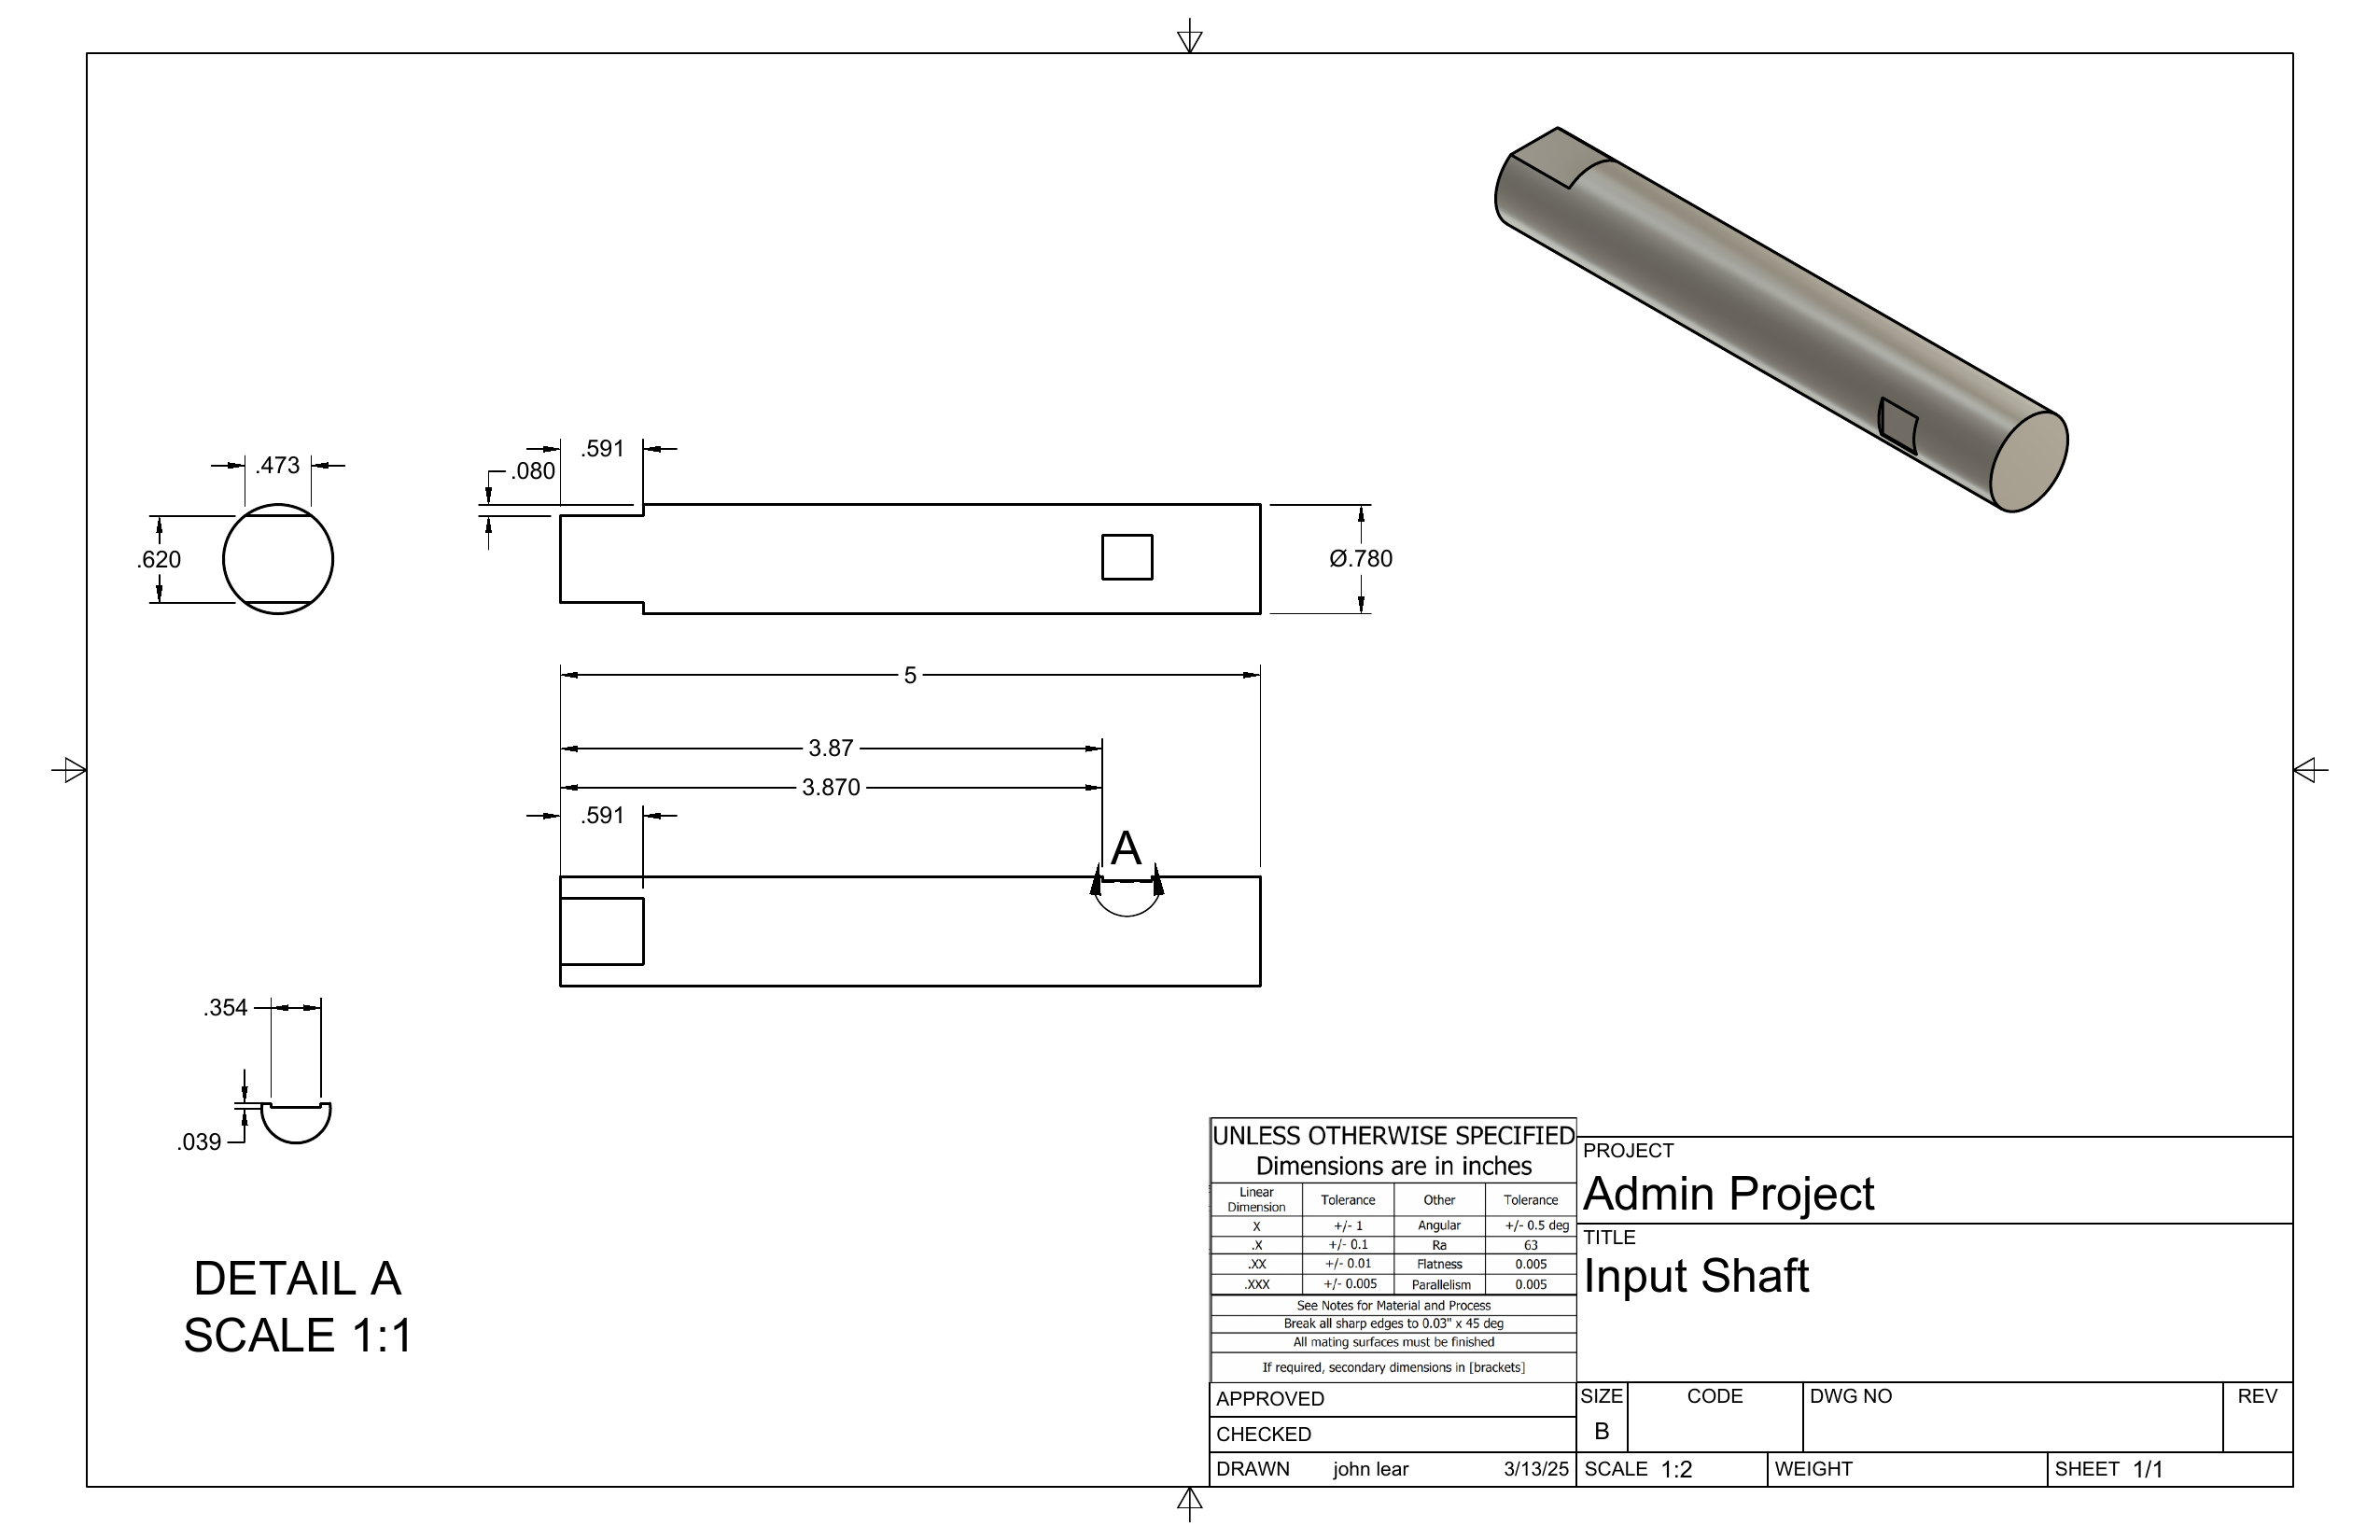 .473
.620
.591
.080
Ø.780
5
3.87
3.870
.591
A
.354
.039
DETAIL A
SCALE 1:1
UNLESS OTHERWISE SPECIFIED
Dimensions are in inches
Linear Dimension Tolerance Other Tolerance
X +/- 1 Angular +/- 0.5 deg
.X +/- 0.1 Ra 63
.XX +/- 0.01 Flatness 0.005
.XXX +/- 0.005 Parallelism 0.005
See Notes for Material and Process
Break all sharp edges to 0.03" x 45 deg
All mating surfaces must be finished
If required, secondary dimensions in [brackets]
PROJECT
Admin Project
TITLE
Input Shaft
APPROVED
CHECKED
DRAWN john lear 3/13/25
SIZE CODE DWG NO REV
B
SCALE 1:2 WEIGHT SHEET 1/1